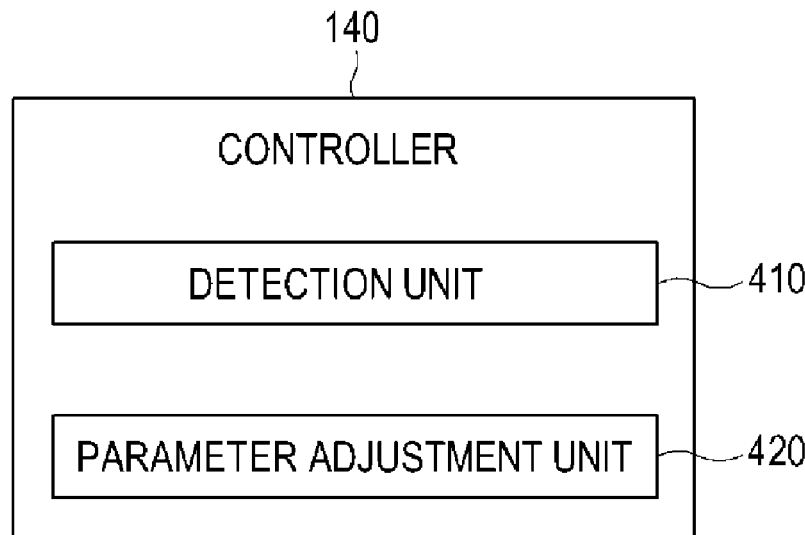 140
CONTROLLER
DETECTION UNIT
410
PARAMETER ADJUSTMENT UNIT
420